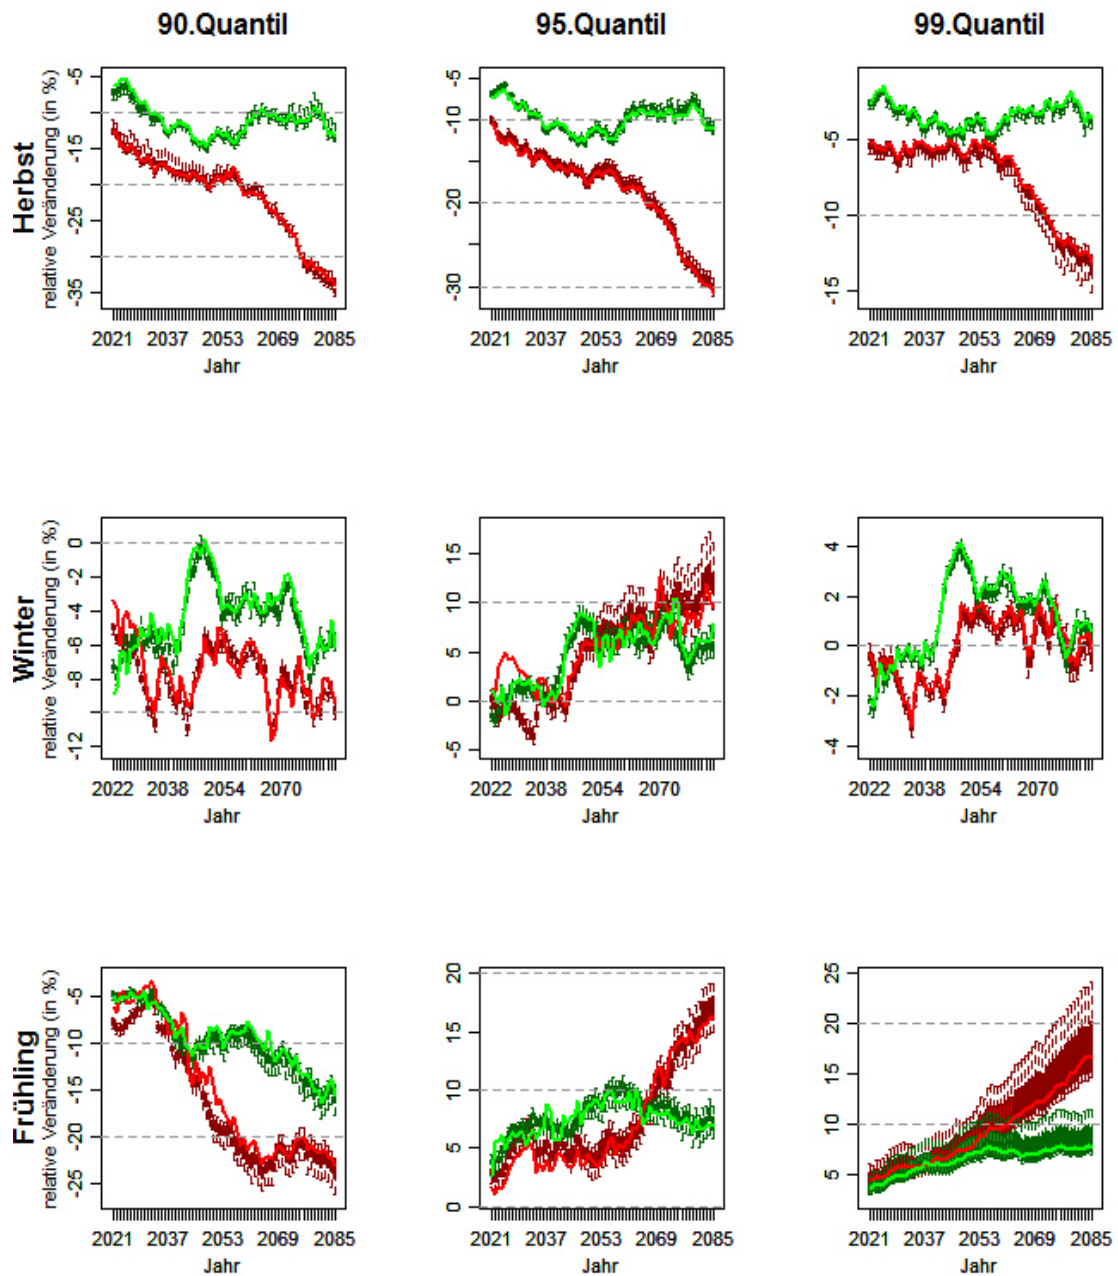 90.Quantil 95.Quantil 99.Quantil
Herbst
relative Veränderung (in %)
-5
-15
-25
-35
2021 2037 2053 2069 2085
Jahr
-5
-10
-20
-30
2021 2037 2053 2069 2085
Jahr
-5
-10
-15
2021 2037 2053 2069 2085
Jahr
Winter
relative Veränderung (in %)
0
-2
-4
-6
-8
-12
2022 2038 2054 2070
Jahr
15
10
5
0
-5
2022 2038 2054 2070
Jahr
4
2
0
-2
-4
2022 2038 2054 2070
Jahr
Frühling
relative Veränderung (in %)
-5
-10
-15
-20
-25
2021 2037 2053 2069 2085
Jahr
20
15
10
5
0
2021 2037 2053 2069 2085
Jahr
25
20
15
10
5
2021 2037 2053 2069 2085
Jahr